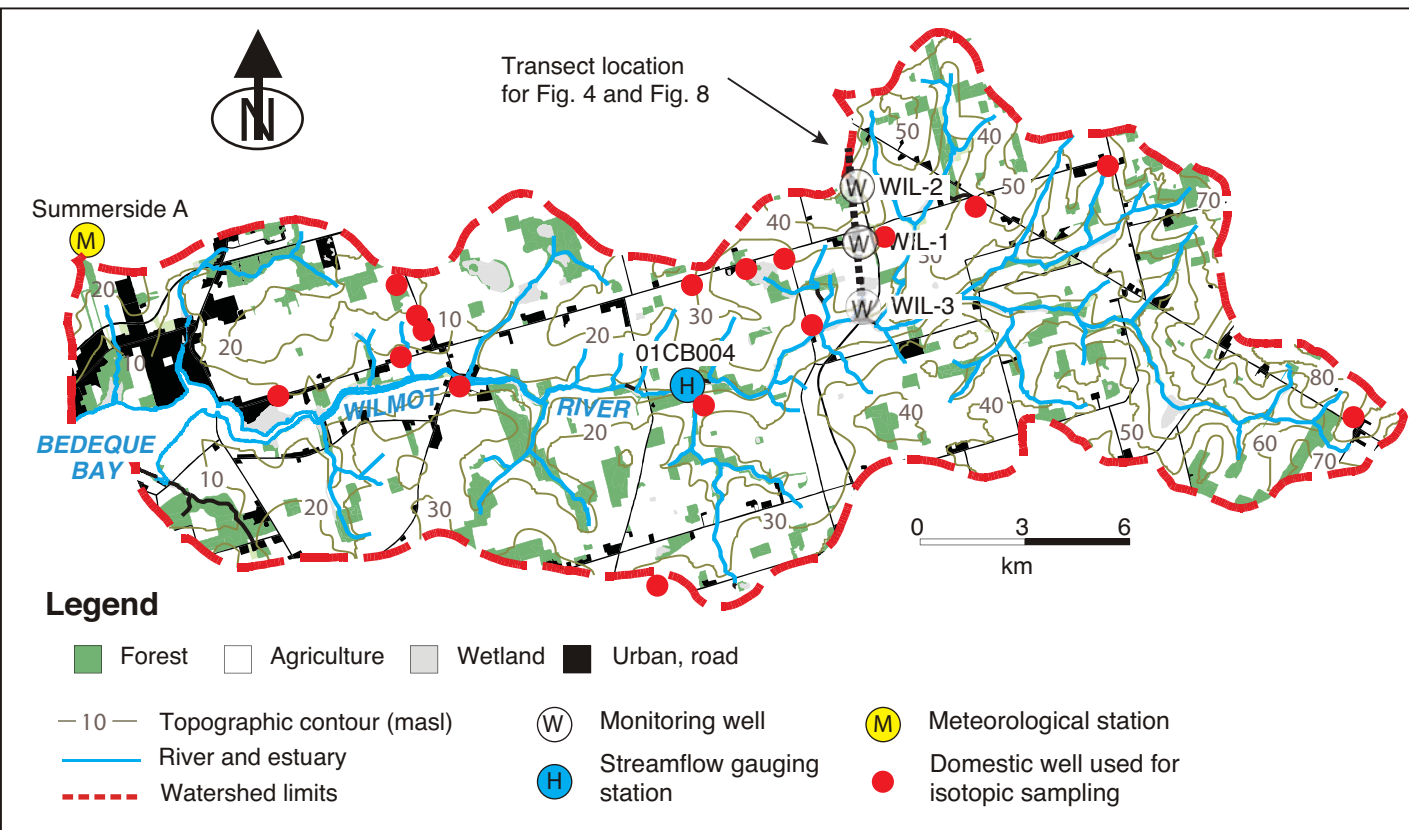 Transect location
for Fig. 4 and Fig. 8
N
Summerside A
M
50
40
50
70
W WIL-2
40
W WIL-1
50
20
10
20
10
20
30
W WIL-3
01CB004
H
WILMOT
RIVER
20
40
40
80
BEDEQUE
BAY
10
20
30
30
50
60
70
0 3 6
km
Legend
Forest
Agriculture
Wetland
Urban, road
10 Topographic contour (masl)
River and estuary
Watershed limits
W Monitoring well
H Streamflow gauging
station
M Meteorological station
Domestic well used for
isotopic sampling